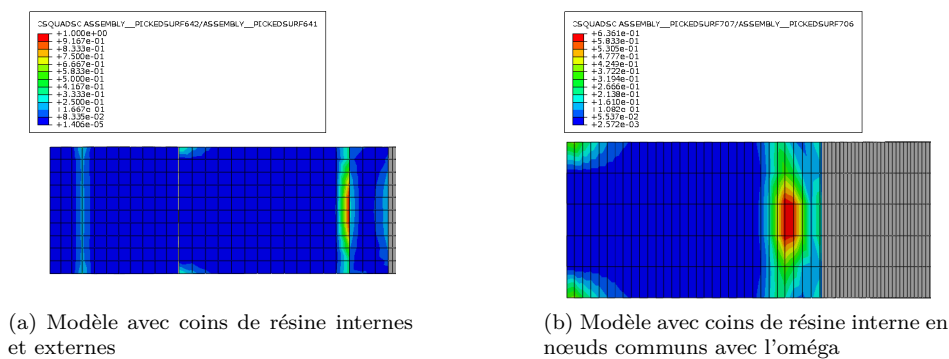 CSQUADSC ASSEMBLY__PICKEDSURF642/ASSEMBLY__PICKEDSURF641
+1.000e+00
+9.167e-01
+8.333e-01
+7.500e-01
+6.667e-01
+5.833e-01
+5.000e-01
+4.167e-01
+3.333e-01
+2.500e-01
+1.667e-01
+8.335e-02
+1.406e-05
CSQUADSC ASSEMBLY__PICKEDSURF707/ASSEMBLY__PICKEDSURF706
+6.361e-01
+5.833e-01
+5.305e-01
+4.777e-01
+4.249e-01
+3.722e-01
+3.194e-01
+2.666e-01
+2.138e-01
+1.610e-01
+1.082e-01
+5.537e-02
+2.572e-03
(a) Modèle avec coins de résine internes
et externes
(b) Modèle avec coins de résine interne en
nœuds communs avec l'oméga